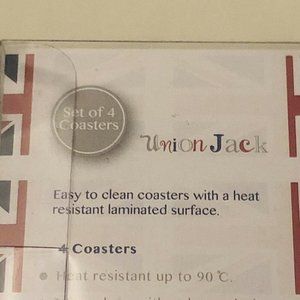 Set of 4
Coasters
Union Jack
Easy to clean coasters with a heat
resistant laminated surface.
4 Coasters
Heat resistant up to 90°C.